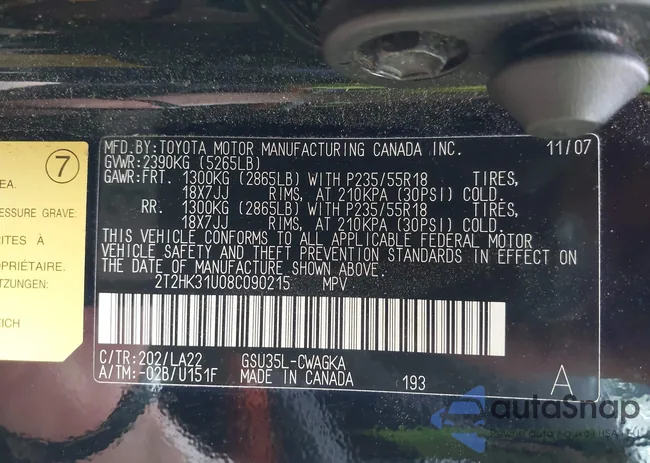 7
EA.
ESSURE GRAVE:
RITES À
OPRIÉTAIRE.
TZUNGEN.
EICH
MFD.BY:TOYOTA MOTOR MANUFACTURING CANADA INC. 11/07
GVWR:2390KG (5265LB)
GAWR:FRT. 1300KG (2865LB) WITH P235/55R18 TIRES,
18X7JJ RIMS, AT 210KPA (30PSI) COLD.
RR. 1300KG (2865LB) WITH P235/55R18 TIRES,
18X7JJ RIMS, AT 210KPA (30PSI) COLD.
THIS VEHICLE CONFORMS TO ALL APPLICABLE FEDERAL MOTOR
VEHICLE SAFETY AND THEFT PREVENTION STANDARDS IN EFFECT ON
THE DATE OF MANUFACTURE SHOWN ABOVE.
2T2HK31U08C090215 MPV
C/TR:202/LA22 GSU35L-CWAGKA
A/TM:-02B/U151F MADE IN CANADA 193 A
autoSnap